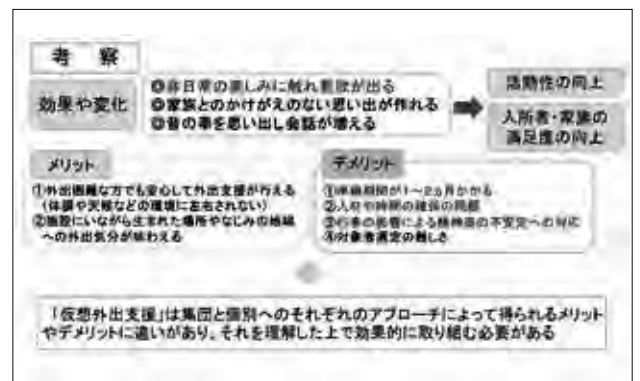 考 察
効果や変化
◎非日常の楽しみに触れ意欲が出る
◎家族とのかけがえのない思い出が作れる
◎昔の事を思い出し会話が増える
活動性の向上
入所者・家族の
満足度の向上
メリット
①外出困難な方でも安心して外出支援が行える
(体調や天候などの環境に左右されない)
②施設にいながら生まれた場所やなじみの地域
への外出気分が味わえる
デメリット
①準備期間が1~2ヵ月かかる
②人材や時間の確保の問題
③行事の影響による精神面の不安定への対応
④対象者選定の難しさ
「仮想外出支援」は集団と個別へのそれぞれのアプローチによって得られるメリット
やデメリットに違いがあり、それを理解した上で効果的に取り組む必要がある